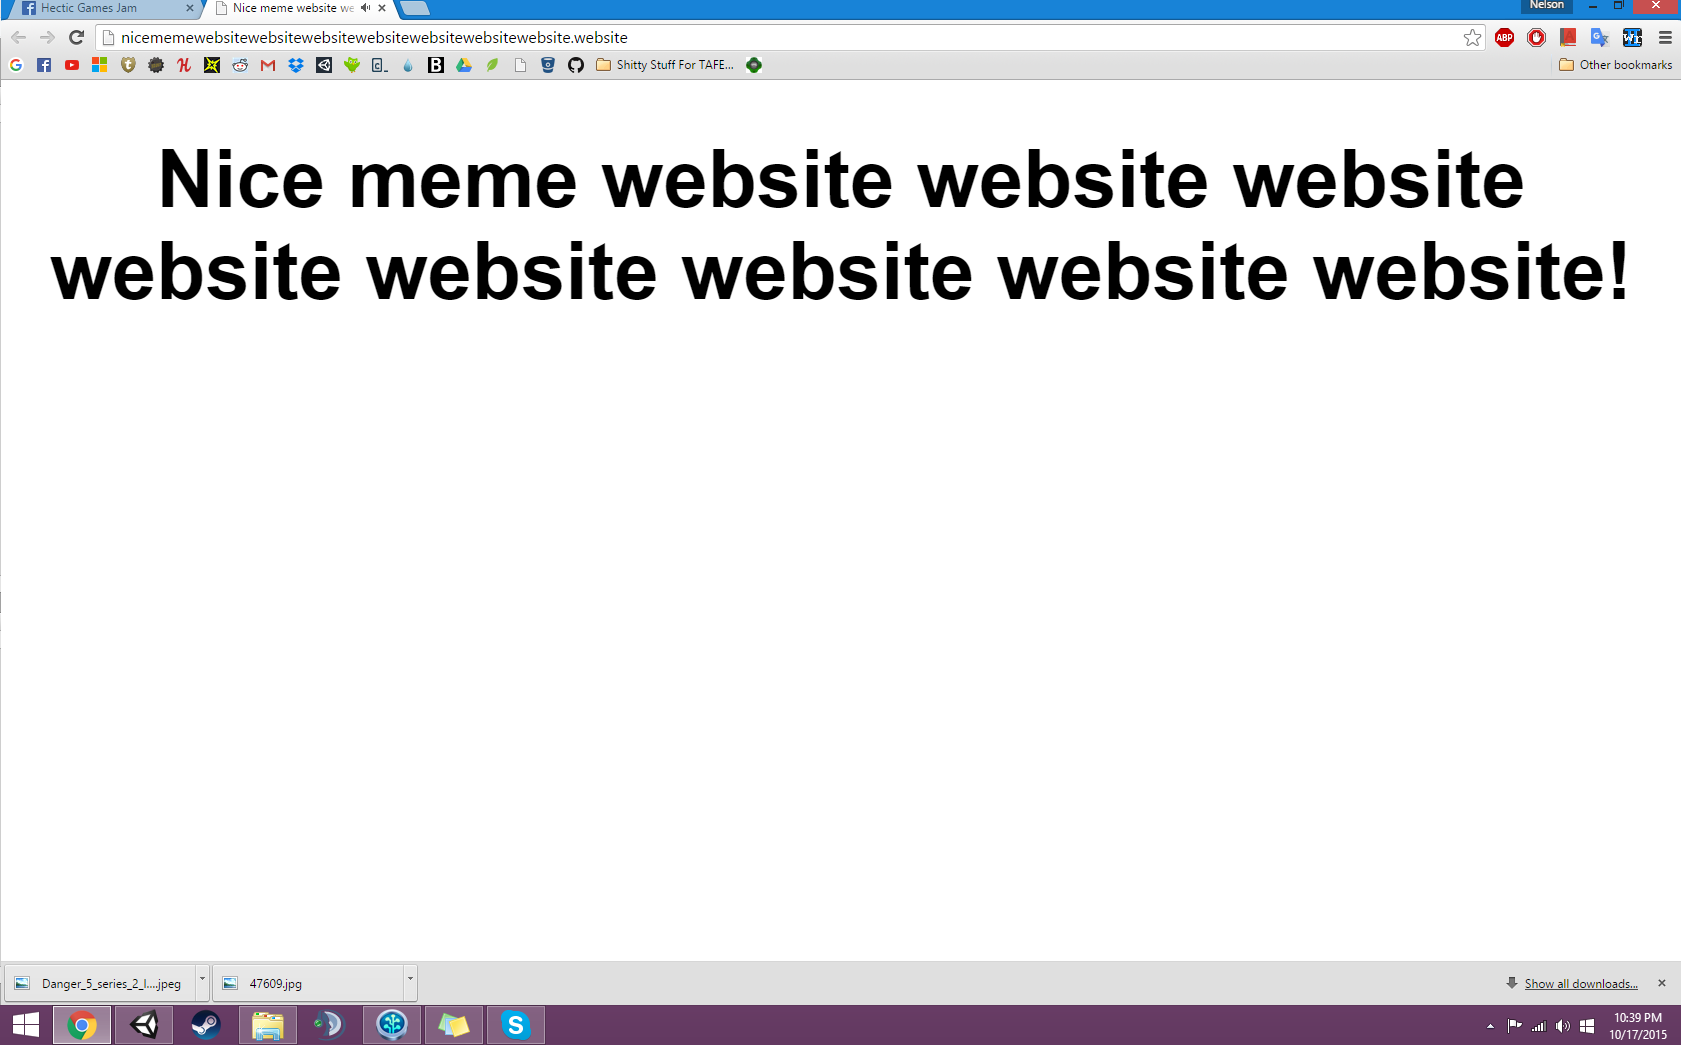 Hectic Games Jam
Nice meme website we
Nelson
nicememewebsitewebsitewebsitewebsitewebsitewebsitewebsite.website
ABP
Shitty Stuff For TAFE...
Other bookmarks
Nice meme website website website
website website website website website!
Danger_5_series_2_I....jpeg
47609.jpg
Show all downloads...
10:39 PM
10/17/2015